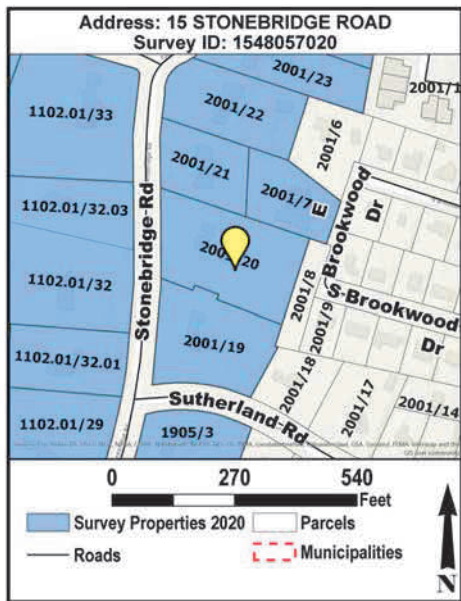 Address: 15 STONEBRIDGE ROAD
Survey ID: 1548057020
2001/23
2001/1
1102.01/33
2001/22
2001/6
2001/21
2001/7
E
Brookwood
Dr
1102.01/32.03
Stonebridge-Rd
2001/8
1102.01/32
2001/9
S-Brookwood
Dr
2001/19
1102.01/32.01
2001/18
2001/17
2001/14
Sutherland-Rd
1102.01/29
1905/3
0 270 540
Feet
Survey Properties 2020
Parcels
Roads
Municipalities
N